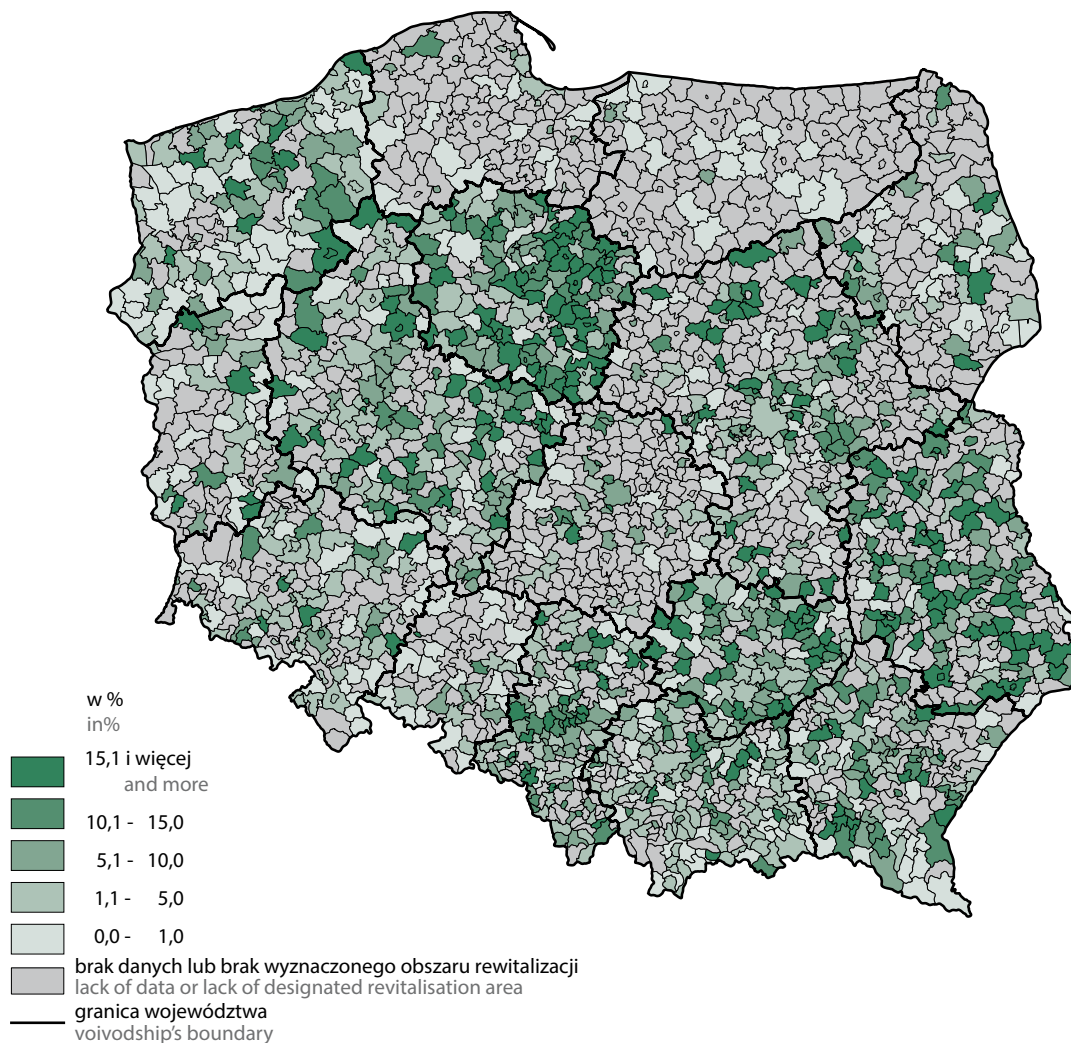 w %
in%
15,1 i więcej
and more
10,1 - 15,0
5,1 - 10,0
1,1 - 5,0
0,0 - 1,0
brak danych lub brak wyznaczonego obszaru rewitalizacji
lack of data or lack of designated revitalisation area
granica województwa
voivodship's boundary